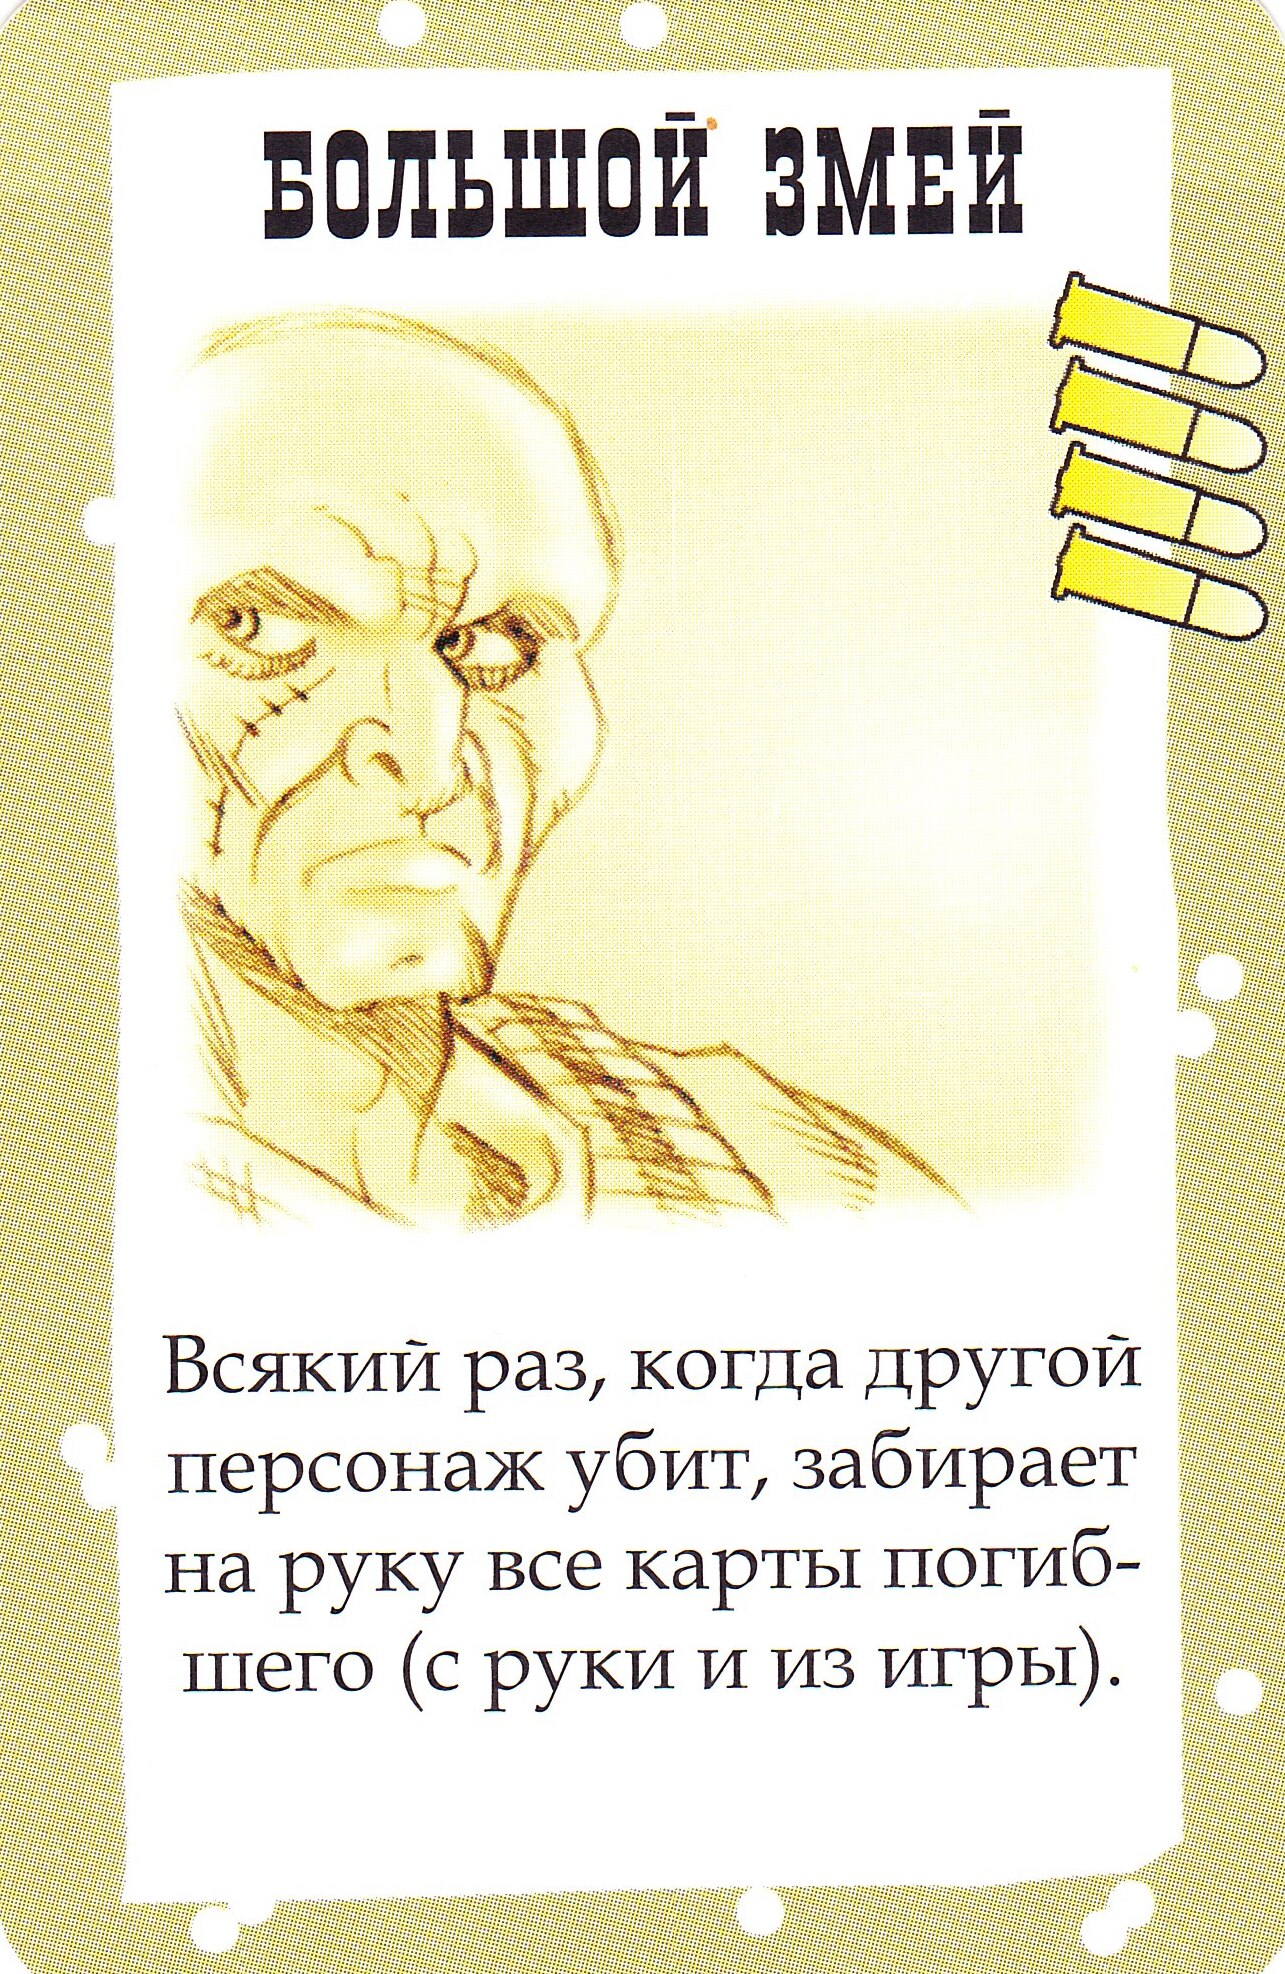 БОЛЬШОЙ ЗМЕЙ
Всякий раз, когда другой
персонаж убит, забирает
на руку все карты погиб-
шего (с руки и из игры).